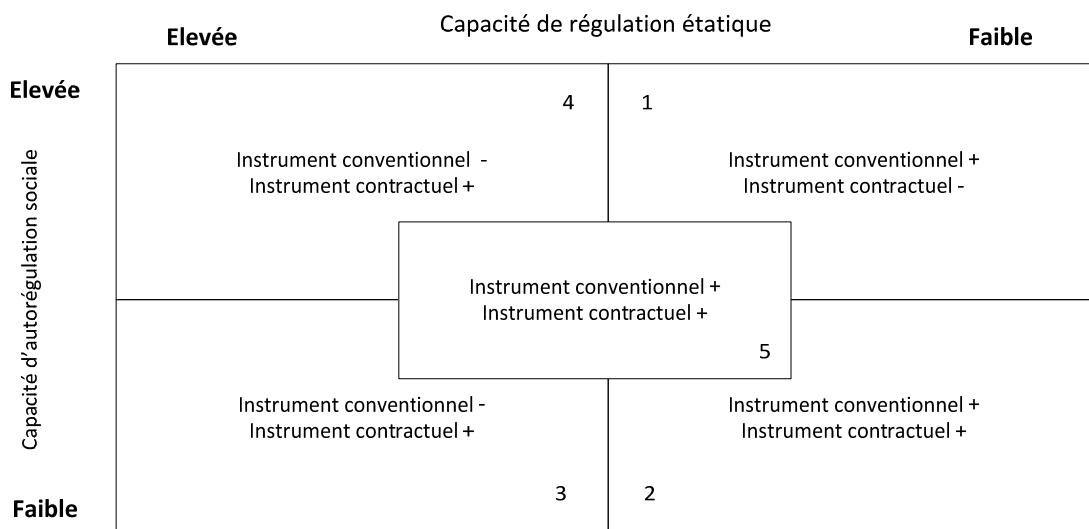 Capacité de régulation étatique
Elevée
Faible
Elevée
Capacité d'autorégulation sociale
Faible
4
Instrument conventionnel -
Instrument contractuel +
1
Instrument conventionnel +
Instrument contractuel -
Instrument conventionnel +
Instrument contractuel +
5
Instrument conventionnel -
Instrument contractuel +
3
Instrument conventionnel +
Instrument contractuel +
2